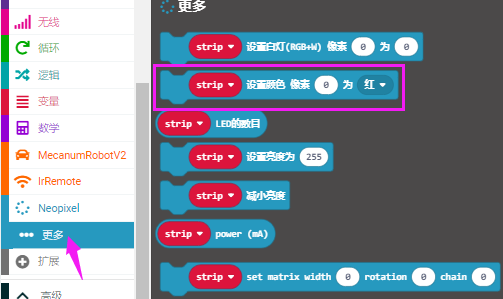 无线
循环
逻辑
变量
数学
MecanumRobotV2
IrRemote
Neopixel
更多
扩展
高级
更多
strip 设置白灯(RGB+W) 像素 0 为 0
strip 设置颜色 像素 0 为 红
strip LED的数目
strip 设置亮度为 255
strip 减小亮度
strip power (mA)
strip set matrix width 0 rotation 0 chain 0